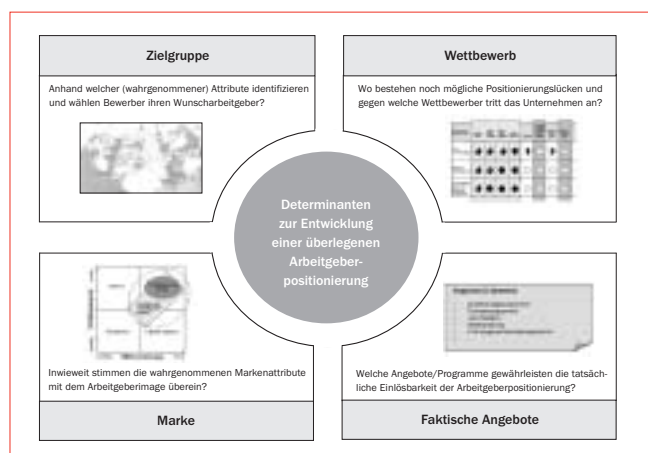 Zielgruppe
Anhand welcher (wahrgenommener) Attribute identifizieren
und wählen Bewerber ihren Wunscharbeitgeber?
Wettbewerb
Wo bestehen noch mögliche Positionierungslücken und
gegen welche Wettbewerber tritt das Unternehmen an?
Determinanten
zur Entwicklung
einer überlegenen
Arbeitgeber-
positionierung
Inwieweit stimmen die wahrgenommenen Markenattribute
mit dem Arbeitgeberimage überein?
Marke
Welche Angebote/Programme gewährleisten die tatsäch-
liche Einlösbarkeit der Arbeitgeberpositionierung?
Faktische Angebote